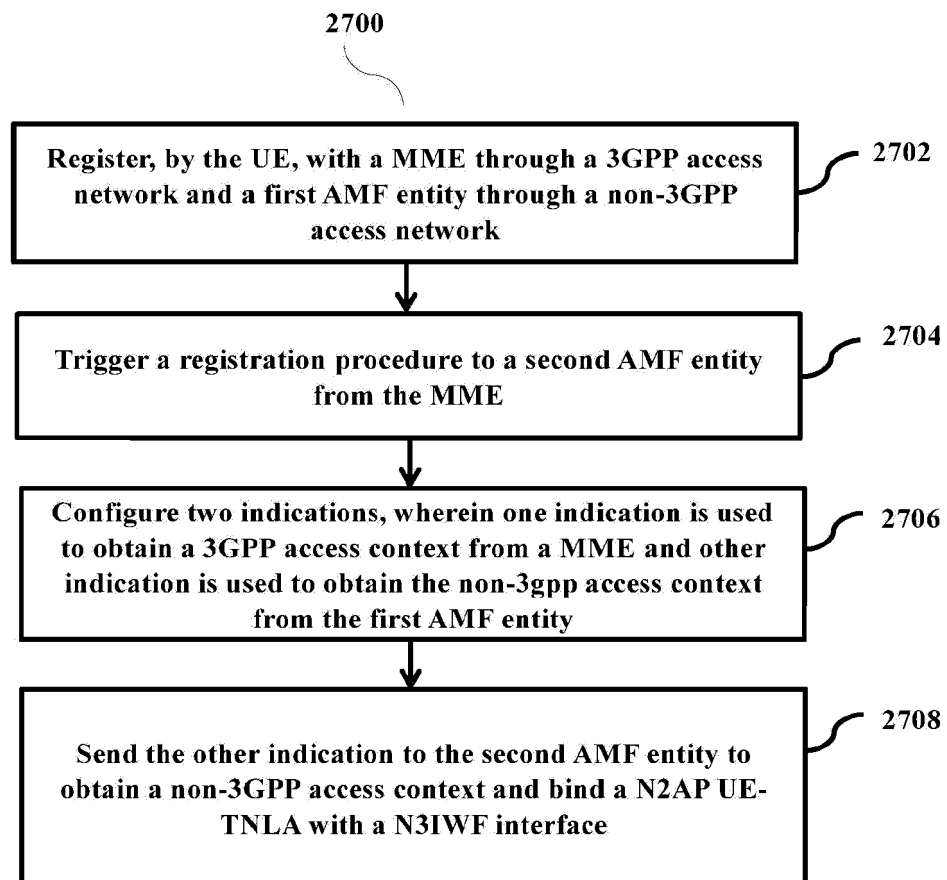 2700
Register, by the UE, with a MME through a 3GPP access
network and a first AMF entity through a non-3GPP
access network
2702
Trigger a registration procedure to a second AMF entity
from the MME
2704
Configure two indications, wherein one indication is used
to obtain a 3GPP access context from a MME and other
indication is used to obtain the non-3gpp access context
from the first AMF entity
2706
Send the other indication to the second AMF entity to
obtain a non-3GPP access context and bind a N2AP UE-
TNLA with a N3IWF interface
2708